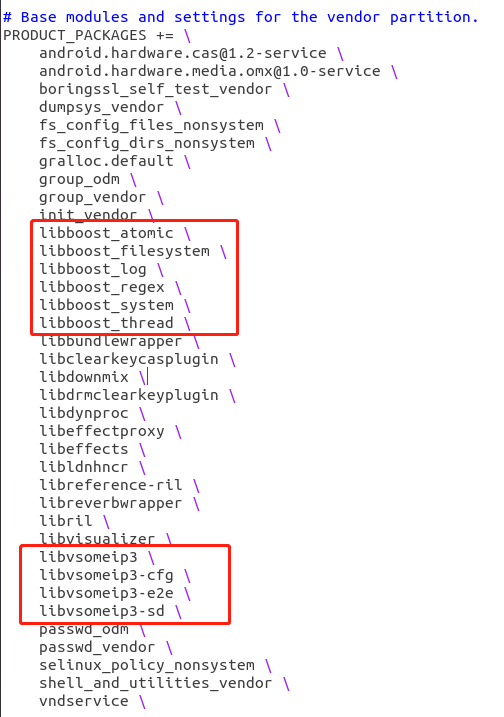 # Base modules and settings for the vendor partition.
PRODUCT_PACKAGES += \
android.hardware.cas@1.2-service \
android.hardware.media.omx@1.0-service \
boringssl_self_test_vendor \
dumpsys_vendor \
fs_config_files_nonsystem \
fs_config_dirs_nonsystem \
gralloc.default \
group_odm \
group_vendor \
init_vendor \
libboost_atomic \
libboost_filesystem \
libboost_log \
libboost_regex \
libboost_system \
libboost_thread \
libbundlewrapper \
libclearkeycasplugin \
libdownmix \
libdrmclearkeyplugin \
libdynproc \
libeffectproxy \
libeffects \
libldnhncr \
libreference-ril \
libreverbwrapper \
libril \
libvisualizer \
libvsomeip3 \
libvsomeip3-cfg \
libvsomeip3-e2e \
libvsomeip3-sd \
passwd_odm \
passwd_vendor \
selinux_policy_nonsystem \
shell_and_utilities_vendor \
vndservice \